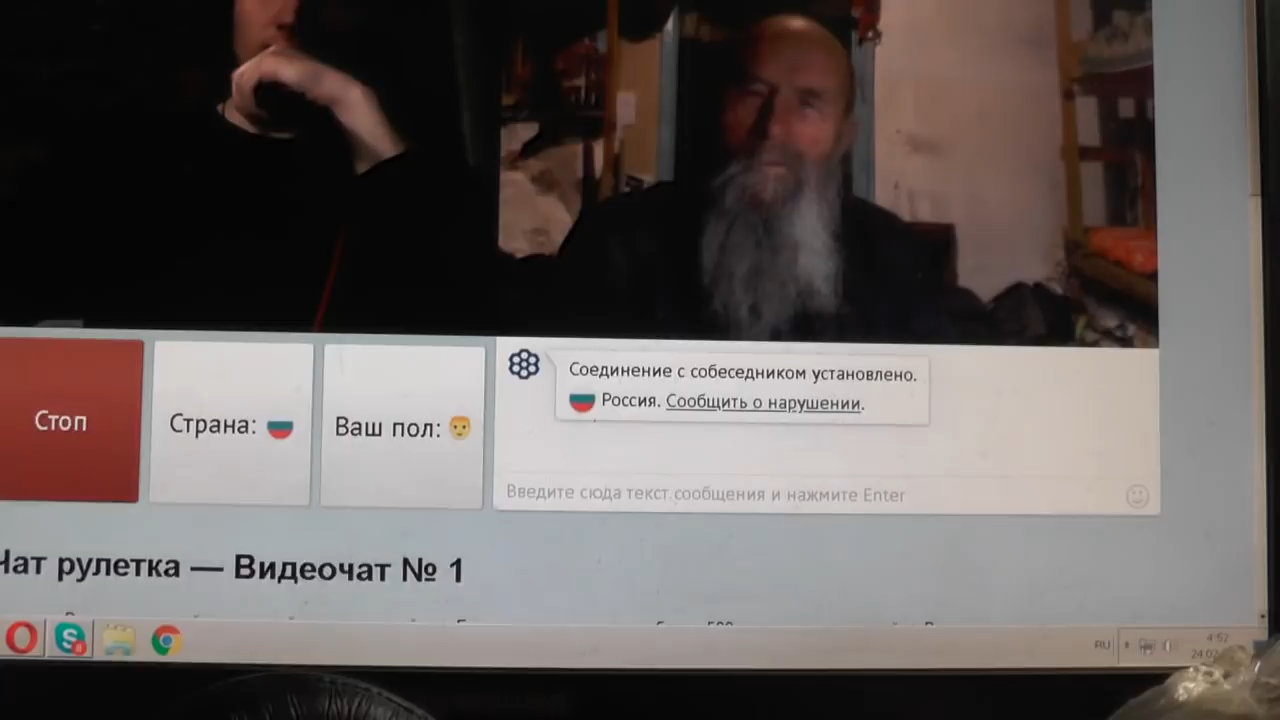 Соединение с собеседником установлено.
Россия. Сообщить о нарушении.
Стоп
Страна:
Ваш пол:
Введите сюда текст сообщения и нажмите Enter
Чат рулетка — Видеочат № 1
RU
4:52